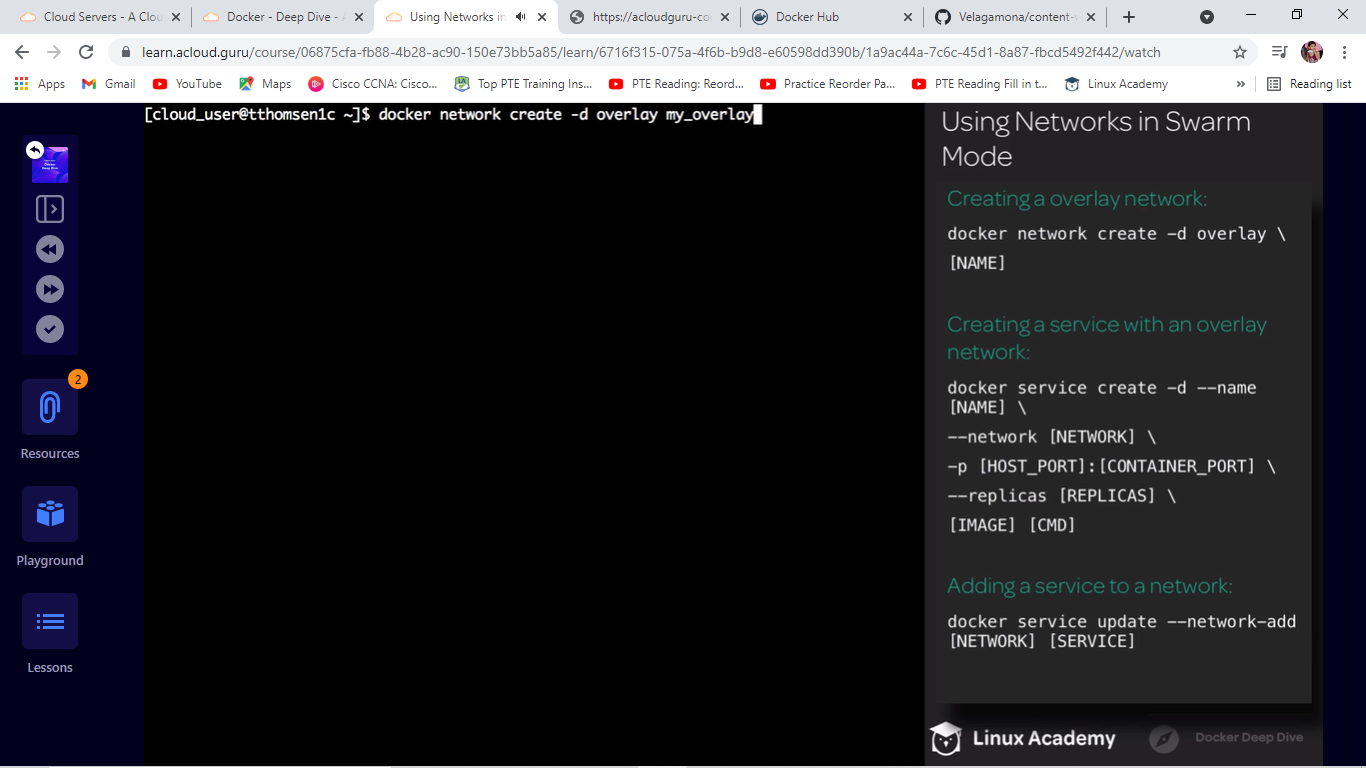 Cloud Servers - A Clou
Docker - Deep Dive - A
Using Networks in
https://acloudguru-co
Docker Hub
Velagamona/content-
learn.acloud.guru/course/06875cfa-fb88-4b28-ac90-150e73bb5a85/learn/6716f315-075a-4f6b-b9d8-e60598dd390b/1a9ac44a-7c6c-45d1-8a87-fbcd5492f442/watch
Apps
Gmail
YouTube
Maps
Cisco CCNA: Cisco...
Top PTE Training Ins...
PTE Reading: Reord...
Practice Reorder Pa...
PTE Reading Fill in t...
Linux Academy
»
Reading list
[cloud_user@tthomsen1c ~]$ docker network create -d overlay my_overlay
Docker
Deep Dive
2
Resources
Playground
Lessons
Using Networks in Swarm
Mode
Creating a overlay network:
docker network create -d overlay \
[NAME]
Creating a service with an overlay
network:
docker service create -d --name
[NAME] \
--network [NETWORK] \
-p [HOST_PORT]:[CONTAINER_PORT] \
--replicas [REPLICAS] \
[IMAGE] [CMD]
Adding a service to a network:
docker service update --network-add
[NETWORK] [SERVICE]
Linux Academy
Docker Deep Dive